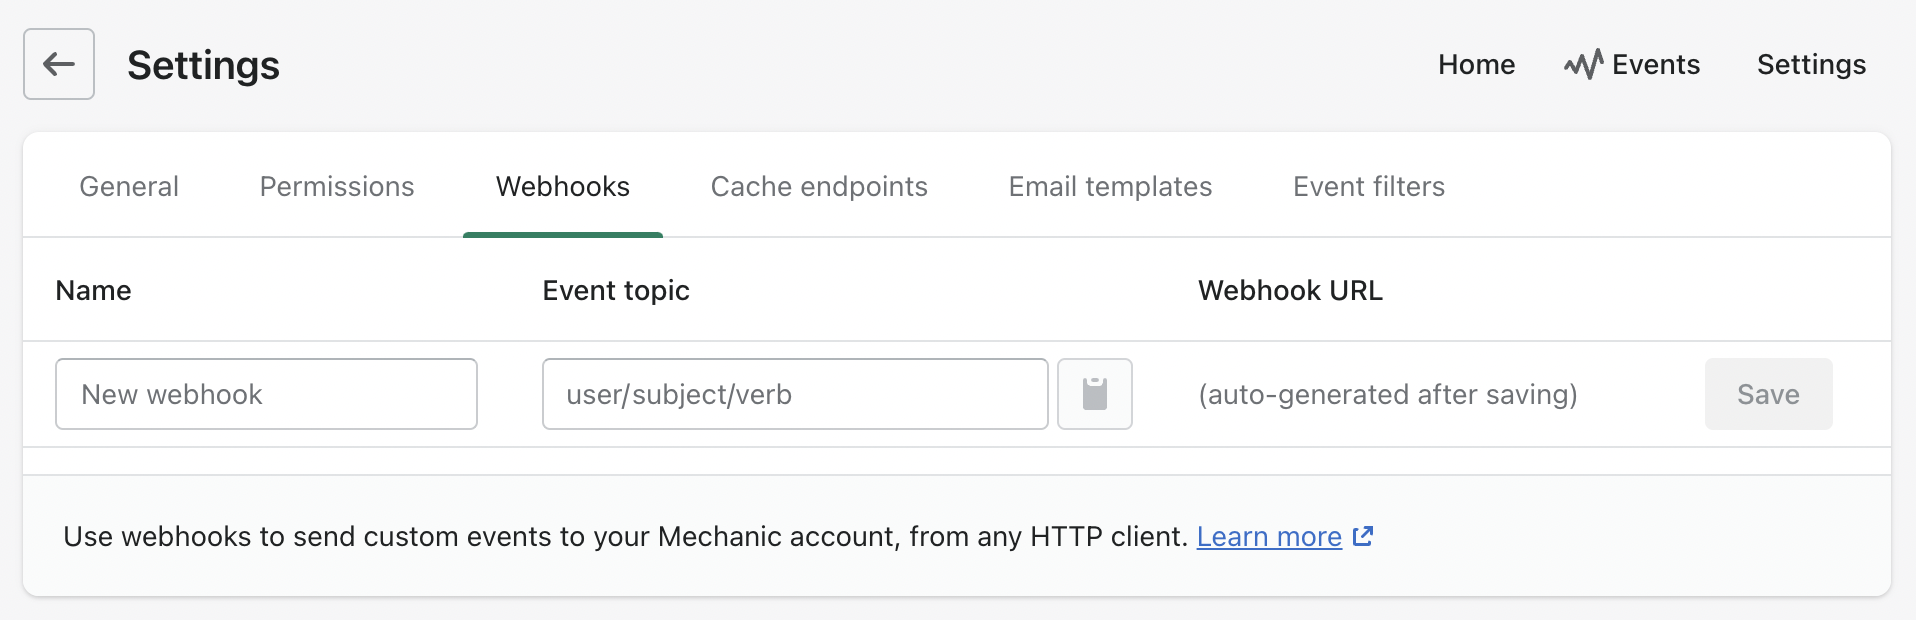 Settings
Home Events Settings
General Permissions Webhooks Cache endpoints Email templates Event filters
Name Event topic Webhook URL
New webhook user/subject/verb (auto-generated after saving) Save
Use webhooks to send custom events to your Mechanic account, from any HTTP client. Learn more